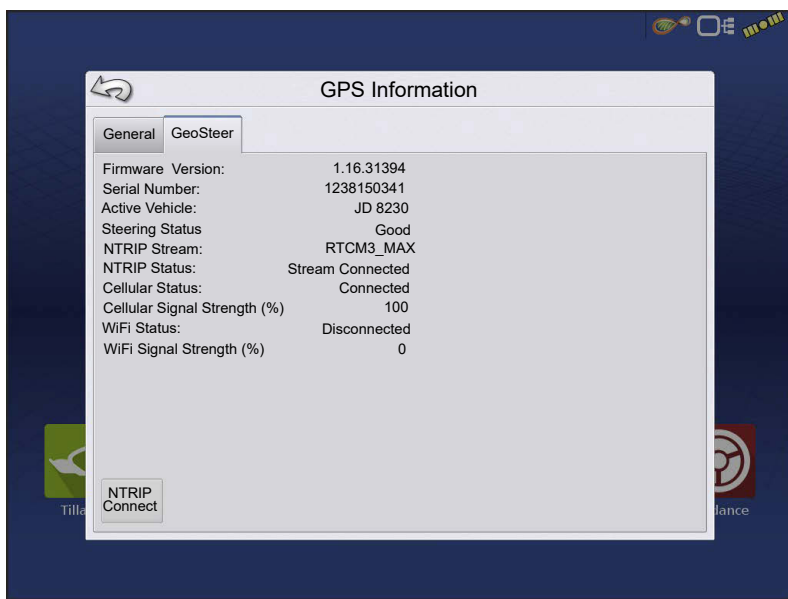 GPS Information
General GeoSteer
Firmware Version: 1.16.31394
Serial Number: 1238150341
Active Vehicle: JD 8230
Steering Status Good
NTRIP Stream: RTCM3_MAX
NTRIP Status: Stream Connected
Cellular Status: Connected
Cellular Signal Strength (%) 100
WiFi Status: Disconnected
WiFi Signal Strength (%) 0
NTRIP
Connect
Tilla
dance